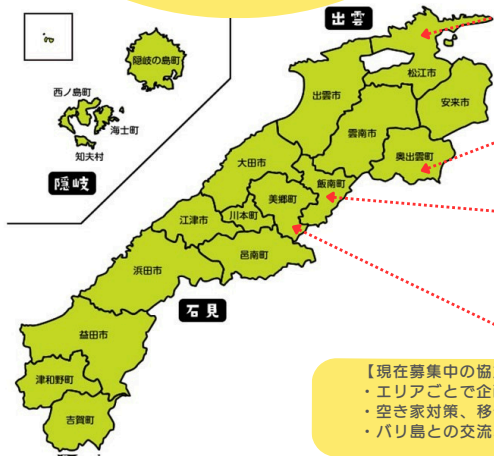 出雲
隠岐の島町
松江市
西ノ島町
出雲市
安来市
海士町
雲南市
知夫村
奥出雲町
大田市
隠岐
飯南町
美郷町
川本町
江津市
邑南町
浜田市
石見
益田市
津和野町
吉賀町
【現在募集中の協
・エリアごとで企
・空き家対策、移
・バリ島との交流